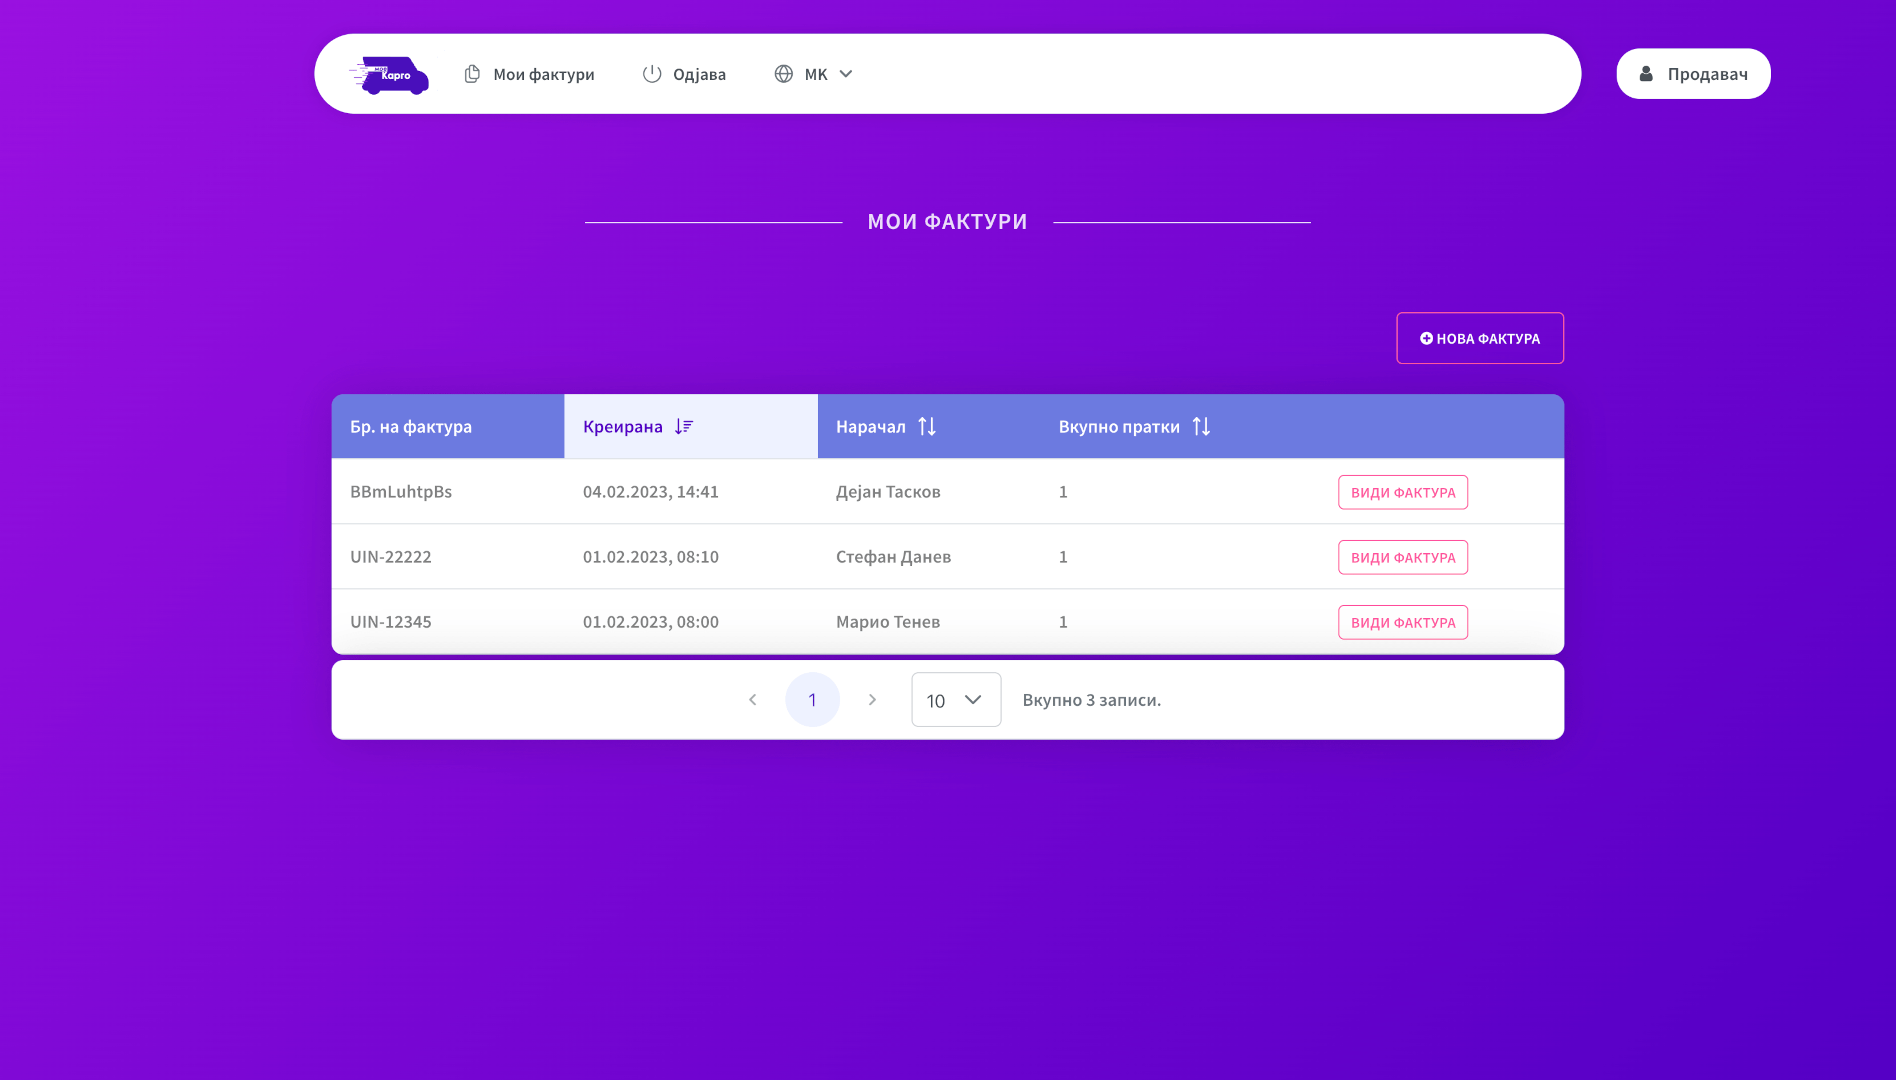 Kapro
Мои фактури
Одјава
МК
Продавач
МОИ ФАКТУРИ
НОВА ФАКТУРА
Бр. на фактура Креирана Нарачал Вкупно пратки
BBmLuhtpBs 04.02.2023, 14:41 Дејан Тасков 1 ВИДИ ФАКТУРА
UIN-22222 01.02.2023, 08:10 Стефан Данев 1 ВИДИ ФАКТУРА
UIN-12345 01.02.2023, 08:00 Марио Тенев 1 ВИДИ ФАКТУРА
1 10 Вкупно 3 записи.